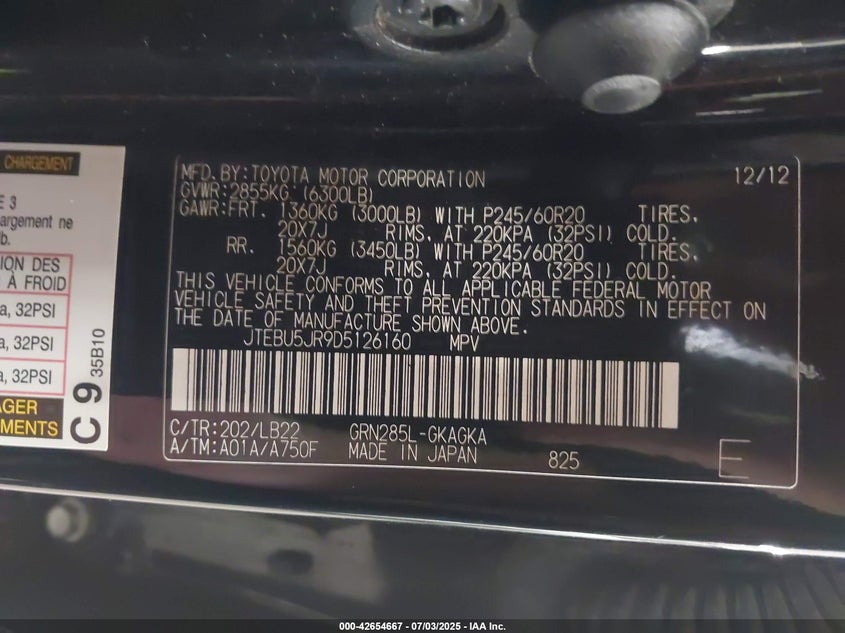 CHARGEMENT
E 3
argement ne
b.
ION DES
À FROID
a, 32PSI
a, 32PSI
a, 32PSI
AGER
MENTS
C 9 35B10
MFD. BY: TOYOTA MOTOR CORPORATION 12/12
GVWR: 2855KG (6300LB)
GAWR: FRT. 1360KG (3000LB) WITH P245/60R20 TIRES,
20X7J RIMS, AT 220KPA (32PSI) COLD.
RR. 1560KG (3450LB) WITH P245/60R20 TIRES,
20X7J RIMS, AT 220KPA (32PSI) COLD.
THIS VEHICLE CONFORMS TO ALL APPLICABLE FEDERAL MOTOR
VEHICLE SAFETY AND THEFT PREVENTION STANDARDS IN EFFECT ON
THE DATE OF MANUFACTURE SHOWN ABOVE.
JTEBU5JR9D5126160 MPV
C/TR: 202/LB22 GRN285L-GKAGKA
A/TM: A01A/A750F MADE IN JAPAN 825 E
000-42654667 - 07/03/2025 - IAA Inc.